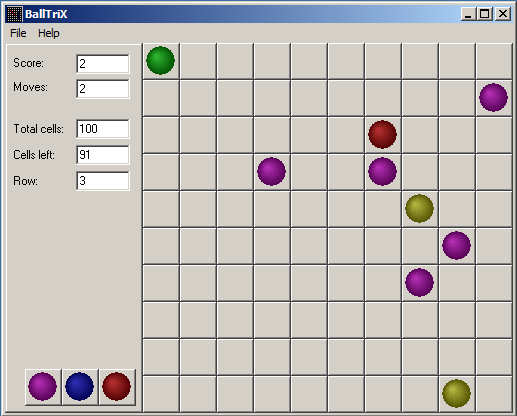 BallTriX
File Help
Score: 2
Moves: 2
Total cells: 100
Cells left: 91
Row: 3